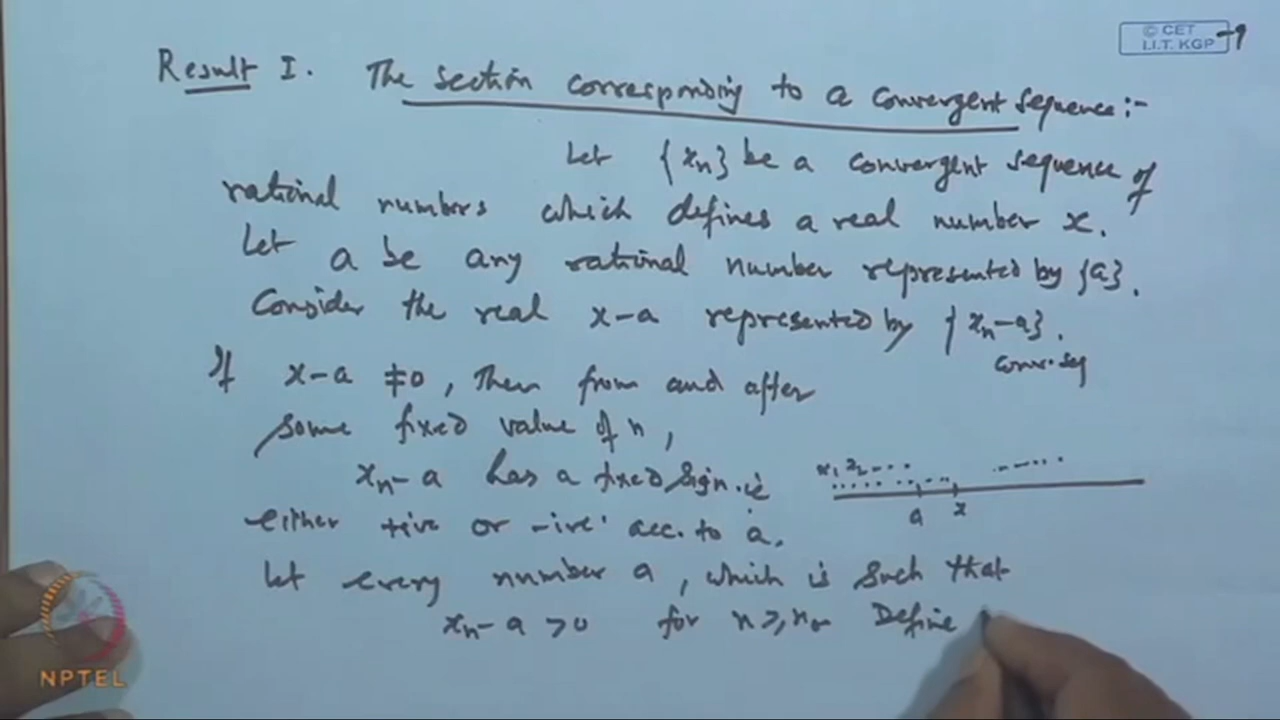 © CET
I.I.T. KGP
-9
Result I. The section corresponding to a convergent sequence:-
Let {xn} be a convergent sequence of
rational numbers which defines a real number x.
Let a be any rational number represented by {a}.
Consider the real x-a represented by {xn-a}.
conv. seq
If x-a ≠0, Then from and after
some fixed value of n,
xn-a has a fixed sign. ie
x1 x2
a x
either +ive or -ive acc. to a.
Let every number a, which is such that
xn-a >0 for n≥n0. Define
NPTEL